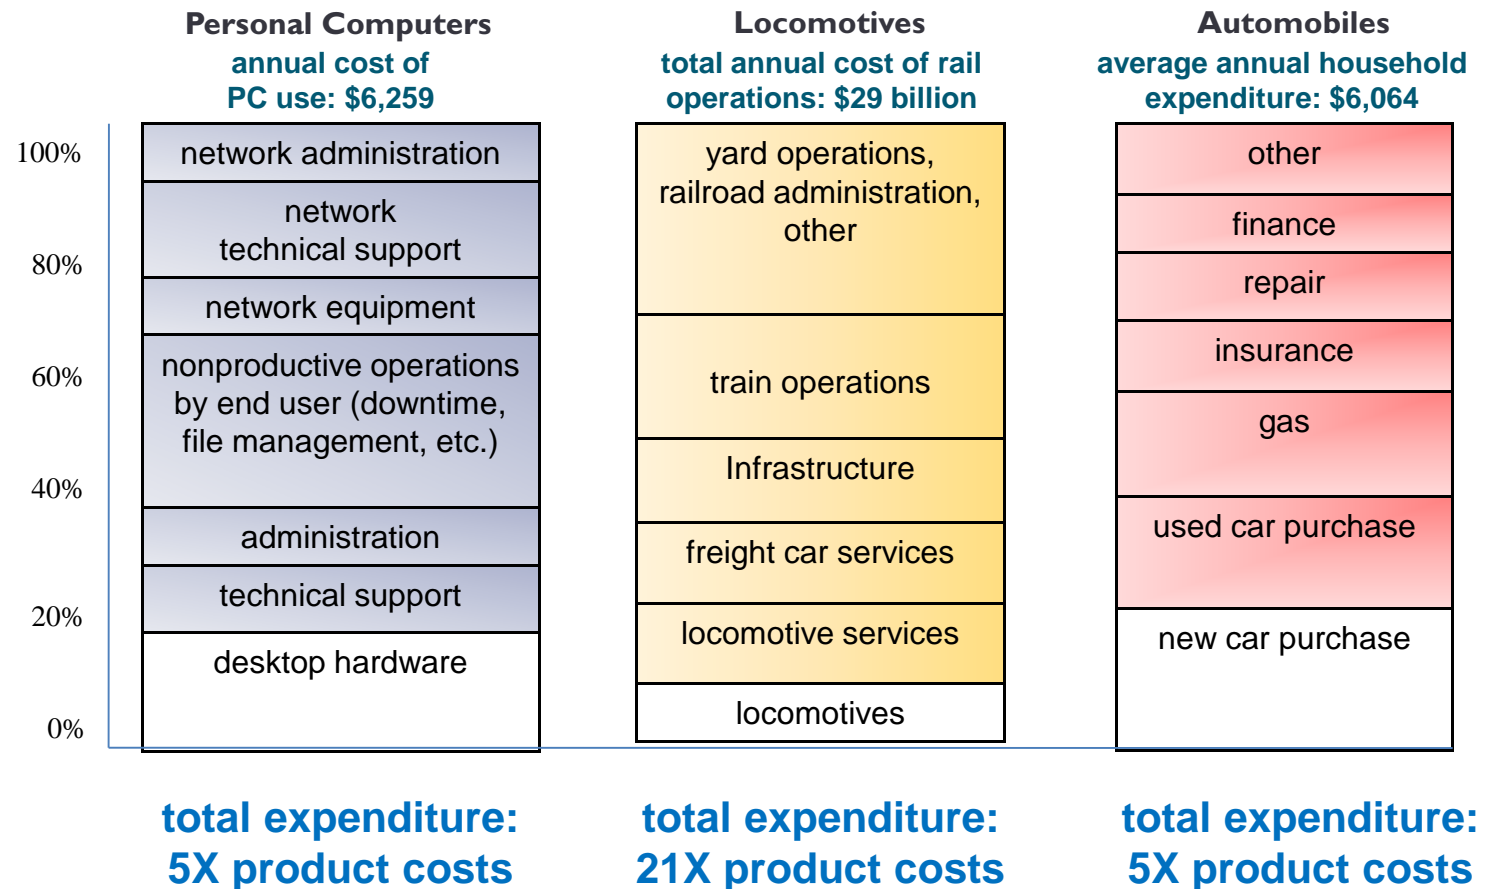 Personal Computers
annual cost of
PC use: $6,259
Locomotives
total annual cost of rail
operations: $29 billion
Automobiles
average annual household
expenditure: $6,064
100%
80%
60%
40%
20%
0%
network administration
network
technical support
network equipment
nonproductive operations
by end user (downtime,
file management, etc.)
administration
technical support
desktop hardware
yard operations,
railroad administration,
other
train operations
Infrastructure
freight car services
locomotive services
locomotives
other
finance
repair
insurance
gas
used car purchase
new car purchase
total expenditure:
5X product costs
total expenditure:
21X product costs
total expenditure:
5X product costs